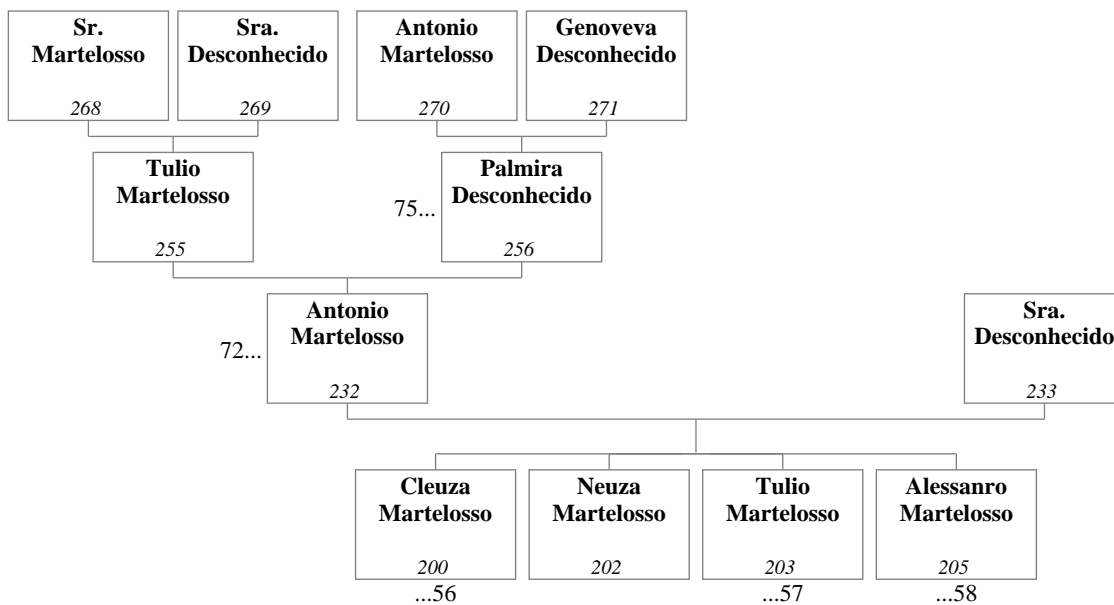 Sr.
Martelosso
268
Sra.
Desconhecido
269
Antonio
Martelosso
270
Genoveva
Desconhecido
271
Tulio
Martelosso
255
75...
Palmira
Desconhecido
256
72...
Antonio
Martelosso
232
Sra.
Desconhecido
233
Cleuza
Martelosso
200
...56
Neuza
Martelosso
202
Tulio
Martelosso
203
...57
Alessanro
Martelosso
205
...58